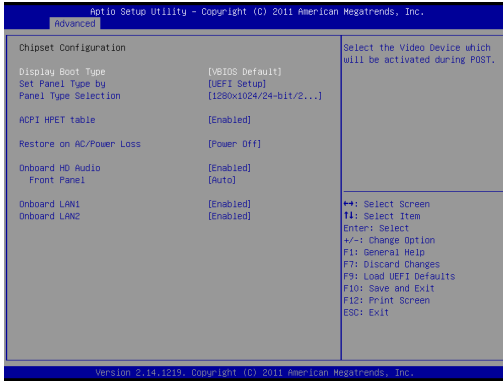 Aptio Setup Utility – Copyright (C) 2011 American Megatrends, Inc.
Advanced
Chipset Configuration
Display Boot Type [VBIOS Default]
Set Panel Type by [UEFI Setup]
Panel Type Selection [1280x1024/24-bit/2...]
ACPI HPET table [Enabled]
Restore on AC/Power Loss [Power Off]
Onboard HD Audio [Enabled]
Front Panel [Auto]
Onboard LAN1 [Enabled]
Onboard LAN2 [Enabled]
Select the Video Device which
will be activated during POST.
↔: Select Screen
↑↓: Select Item
Enter: Select
+/-: Change Option
F1: General Help
F7: Discard Changes
F9: Load UEFI Defaults
F10: Save and Exit
F12: Print Screen
ESC: Exit
Version 2.14.1219. Copyright (C) 2011 American Megatrends, Inc.